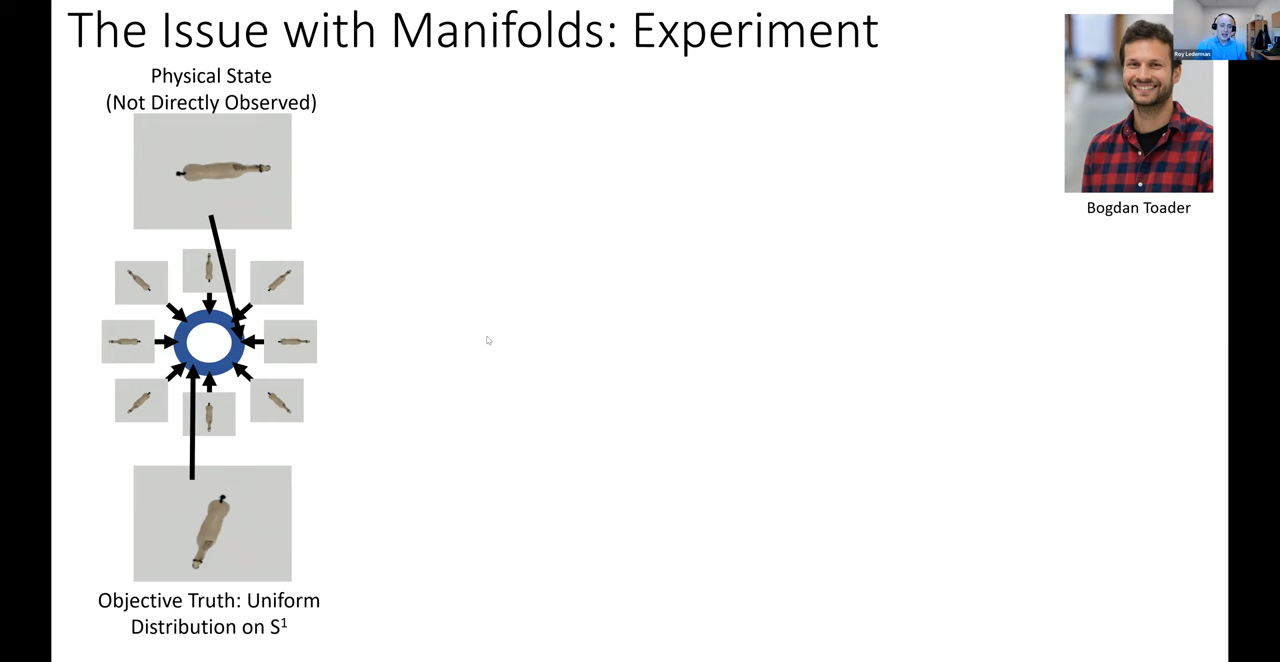 The Issue with Manifolds: Experiment
Roy Lederman
Physical State
(Not Directly Observed)
Bogdan Toader
Objective Truth: Uniform
Distribution on S¹